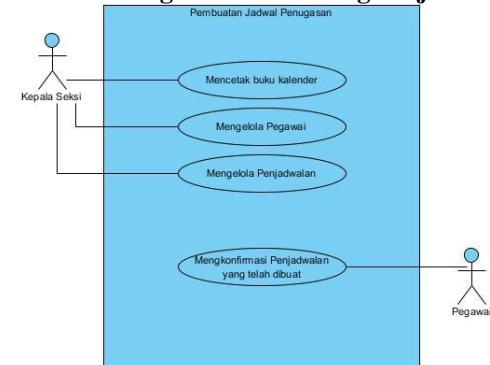 Pembuatan Jadwal Penugasan
Mencetak buku kalender
Kepala Seksi
Mengelola Pegawai
Mengelola Penjadwalan
Mengkonfirmasi Penjadwalan
yang telah dibuat
Pegawai